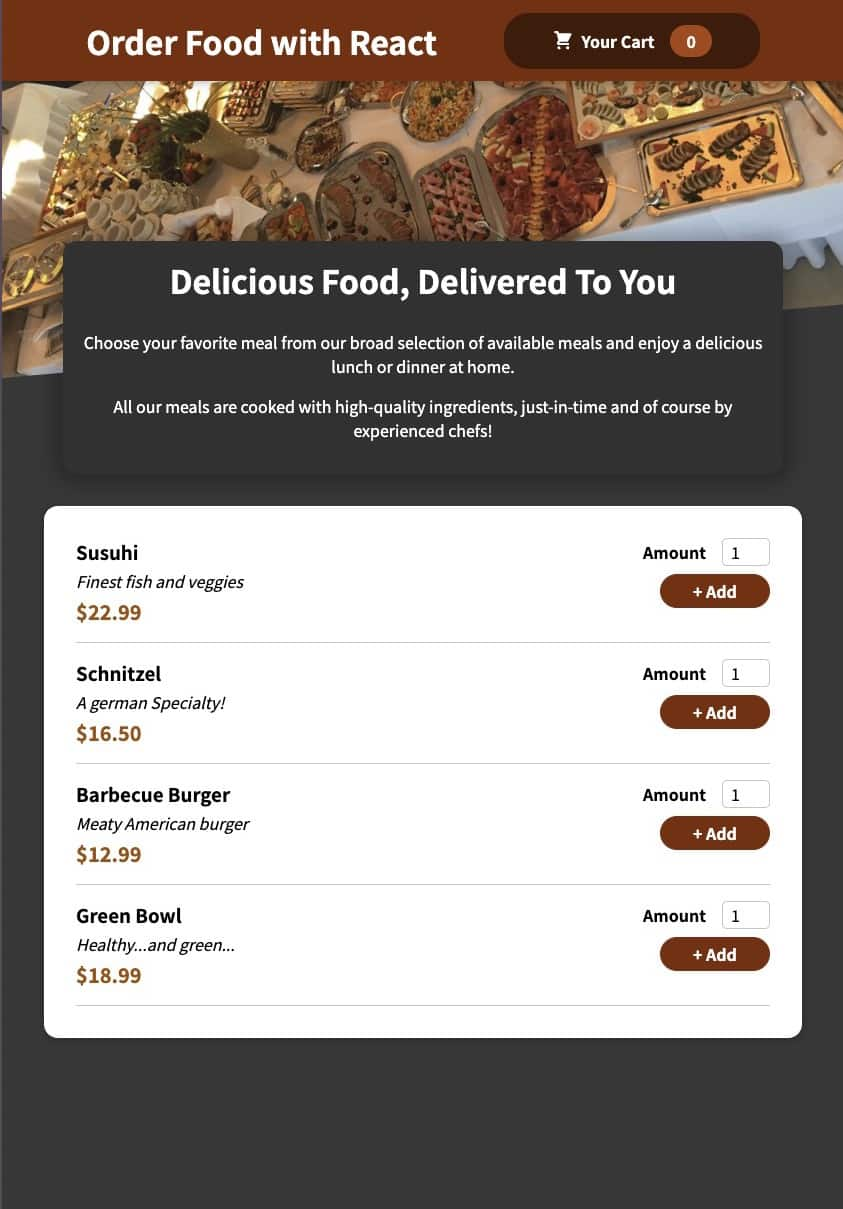 Order Food with React
Your Cart 0
Delicious Food, Delivered To You
Choose your favorite meal from our broad selection of available meals and enjoy a delicious
lunch or dinner at home.
All our meals are cooked with high-quality ingredients, just-in-time and of course by
experienced chefs!
Susuhi
Amount 1
Finest fish and veggies
+ Add
$22.99
Schnitzel
Amount 1
A german Specialty!
+ Add
$16.50
Barbecue Burger
Amount 1
Meaty American burger
+ Add
$12.99
Green Bowl
Amount 1
Healthy...and green...
+ Add
$18.99